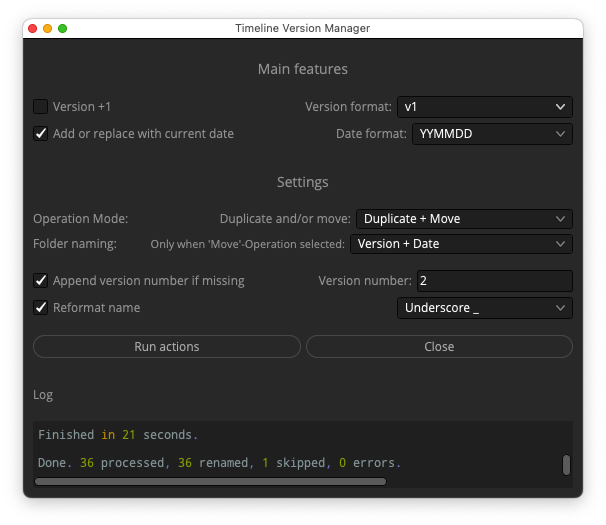 Timeline Version Manager
Main features
Version +1 Version format: v1
Add or replace with current date Date format: YYMMDD
Settings
Operation Mode: Duplicate and/or move: Duplicate + Move
Folder naming: Only when 'Move'-Operation selected: Version + Date
Append version number if missing Version number: 2
Reformat name Underscore _
Run actions Close
Log
Finished in 21 seconds.
Done. 36 processed, 36 renamed, 1 skipped, 0 errors.